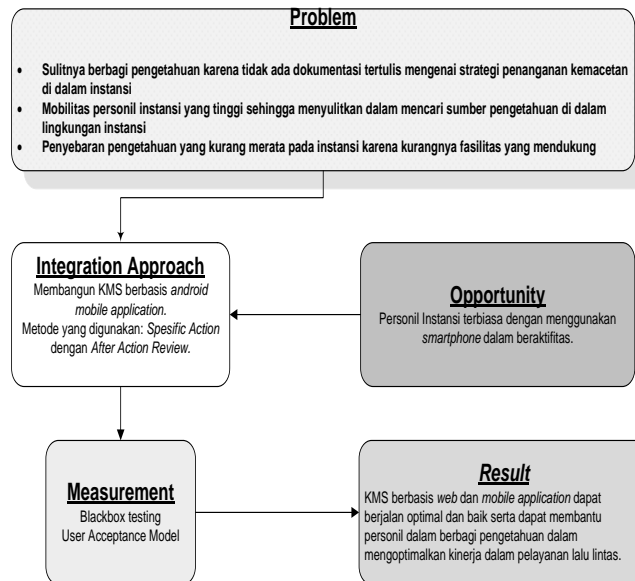 Problem
• Sulitnya berbagi pengetahuan karena tidak ada dokumentasi tertulis mengenai strategi penanganan kemacetan
di dalam instansi
• Mobilitas personil instansi yang tinggi sehingga menyulitkan dalam mencari sumber pengetahuan di dalam
lingkungan instansi
• Penyebaran pengetahuan yang kurang merata pada instansi karena kurangnya fasilitas yang mendukung
Integration Approach
Membangun KMS berbasis android
mobile application.
Metode yang digunakan: Spesific Action
dengan After Action Review.
Opportunity
Personil Instansi terbiasa dengan menggunakan
smartphone dalam beraktifitas.
Measurement
Blackbox testing
User Acceptance Model
Result
KMS berbasis web dan mobile application dapat
berjalan optimal dan baik serta dapat membantu
personil dalam berbagi pengetahuan dalam
mengoptimalkan kinerja dalam pelayanan lalu lintas.